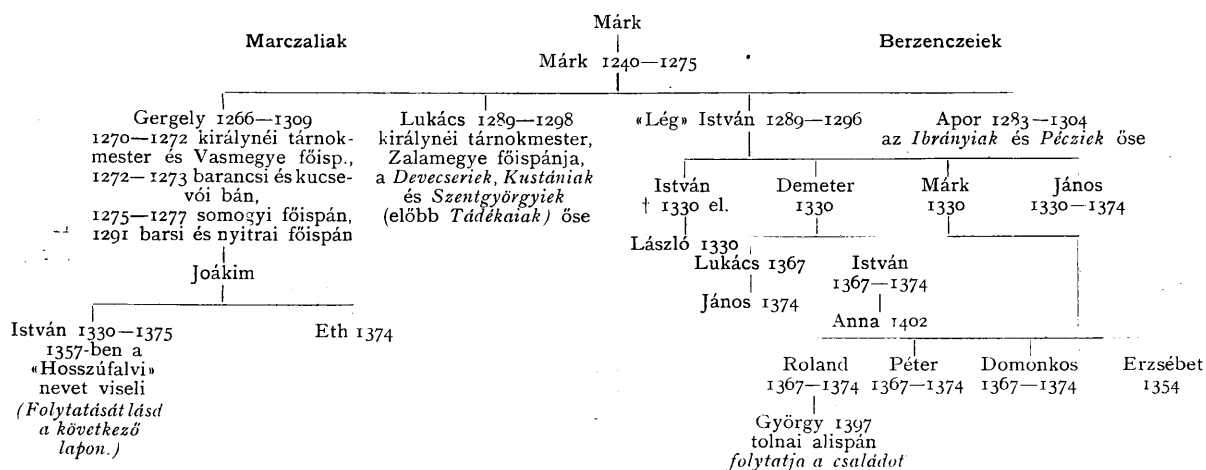 Márk
Marczaliak
Berzenczeiek
Márk 1240—1275
Gergely 1266—1309
1270—1272 királynéi tárnok-
mester és Vasmegye főisp.,
1272—1273 barancsi és kucse-
vói bán,
1275—1277 somogyi főispán,
1291 barsi és nyitrai főispán
Lukács 1289—1298
királynéi tárnokmester,
Zalamegye főispánja,
a Devecseriek, Kustániak
és Szentgyörgyiek
(előbb Tádékaiak) őse
«Lég» István 1289—1296
Apor 1283—1304
az Ibrányiak és Pécziek őse
István
† 1330 el.
Demeter
1330
Márk
1330
János
1330—1374
László 1330
Lukács 1367
János 1374
István
1367—1374
Anna 1402
Joákim
István 1330—1375
1357-ben a
«Hosszúfalvi»
nevet viseli
(Folytatását lásd
a következő
lapon.)
Eth 1374
Roland
1367—1374
Péter
1367—1374
Domonkos
1367—1374
Erzsébet
1354
György 1397
tolnai alispán
folytatja a családot